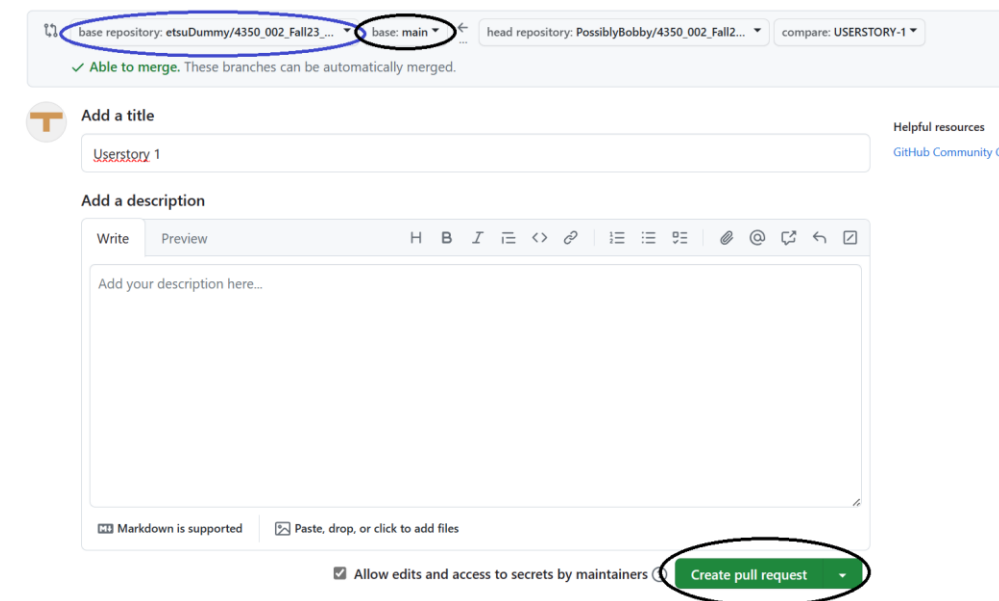 base repository: etsuDummy/4350_002_Fall23_... base: main head repository: PossiblyBobby/4350_002_Fall2... compare: USERSTORY-1
Able to merge. These branches can be automatically merged.
Add a title
Helpful resources
Userstory 1
GitHub Community
Add a description
Write Preview
Add your description here...
Markdown is supported Paste, drop, or click to add files
Allow edits and access to secrets by maintainers Create pull request